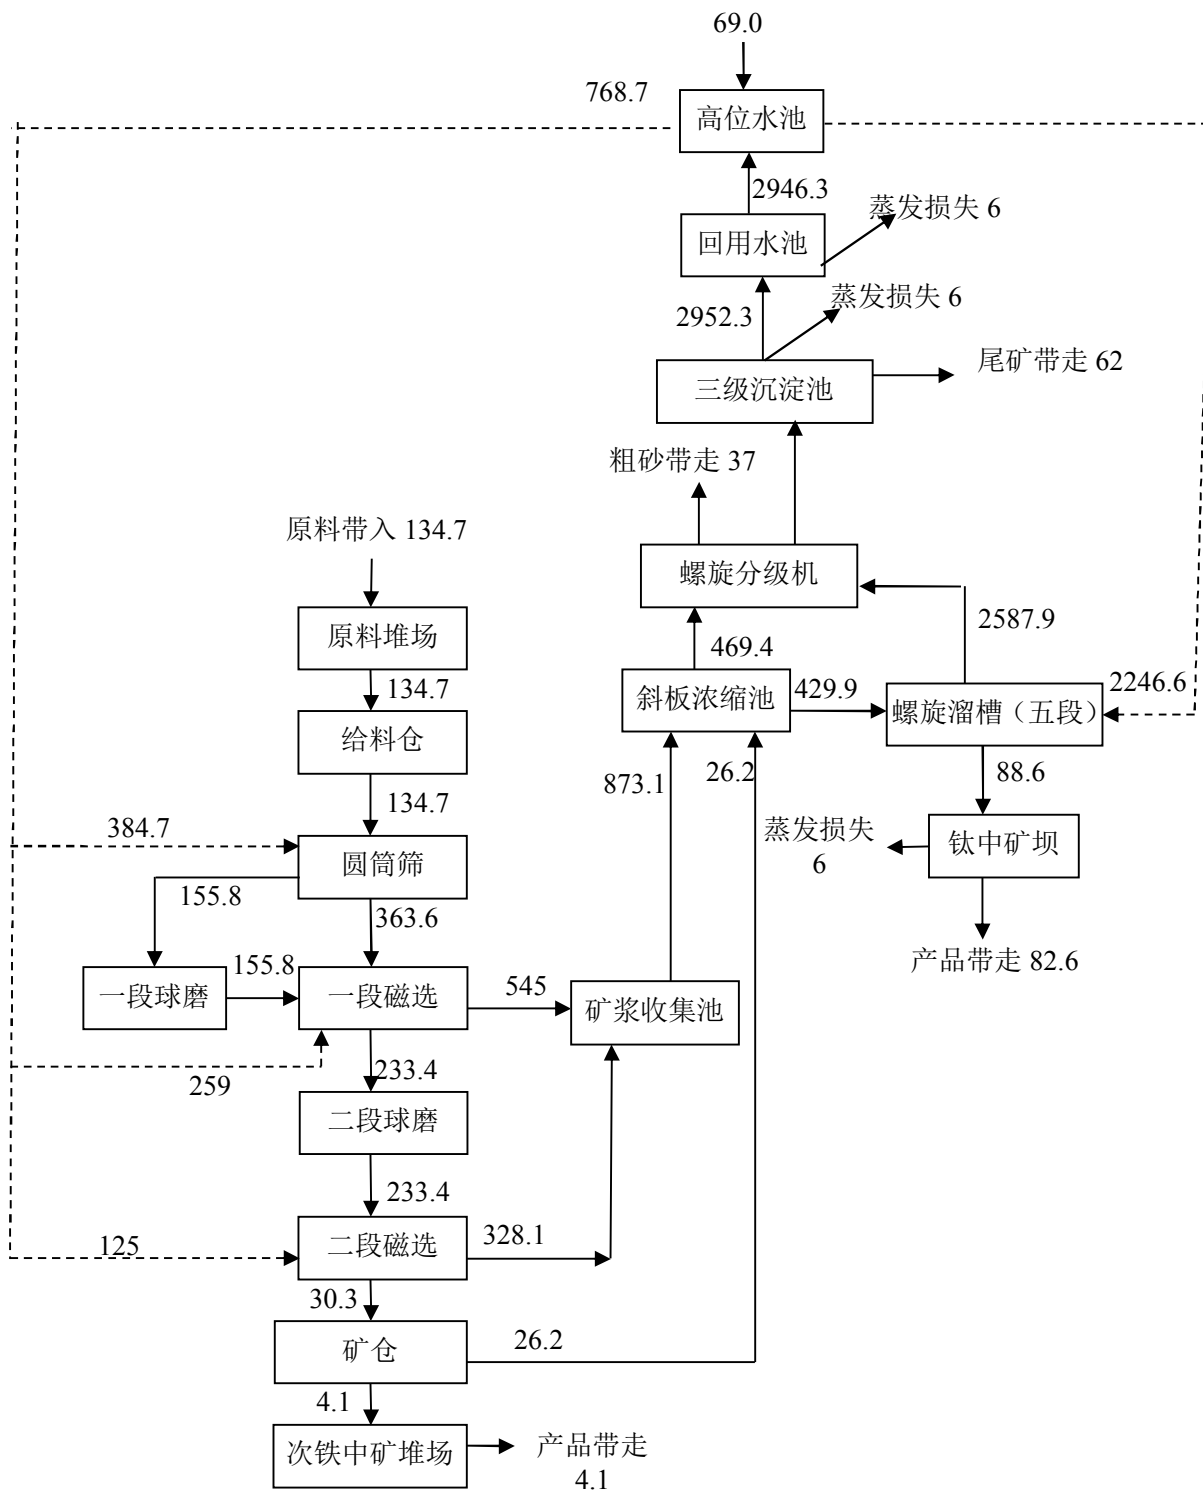 69.0
768.7
高位水池
2946.3
蒸发损失 6
回用水池
蒸发损失 6
2952.3
尾矿带走 62
三级沉淀池
粗砂带走 37
原料带入 134.7
螺旋分级机
原料堆场
2587.9
469.4
134.7
斜板浓缩池
429.9
2246.6
螺旋溜槽（五段）
给料仓
873.1
26.2
88.6
134.7
384.7
蒸发损失
6
钛中矿坝
圆筒筛
155.8
363.6
产品带走 82.6
155.8
545
一段球磨
一段磁选
矿浆收集池
233.4
259
二段球磨
233.4
125
二段磁选
328.1
30.3
矿仓
26.2
4.1
次铁中矿堆场
产品带走
4.1